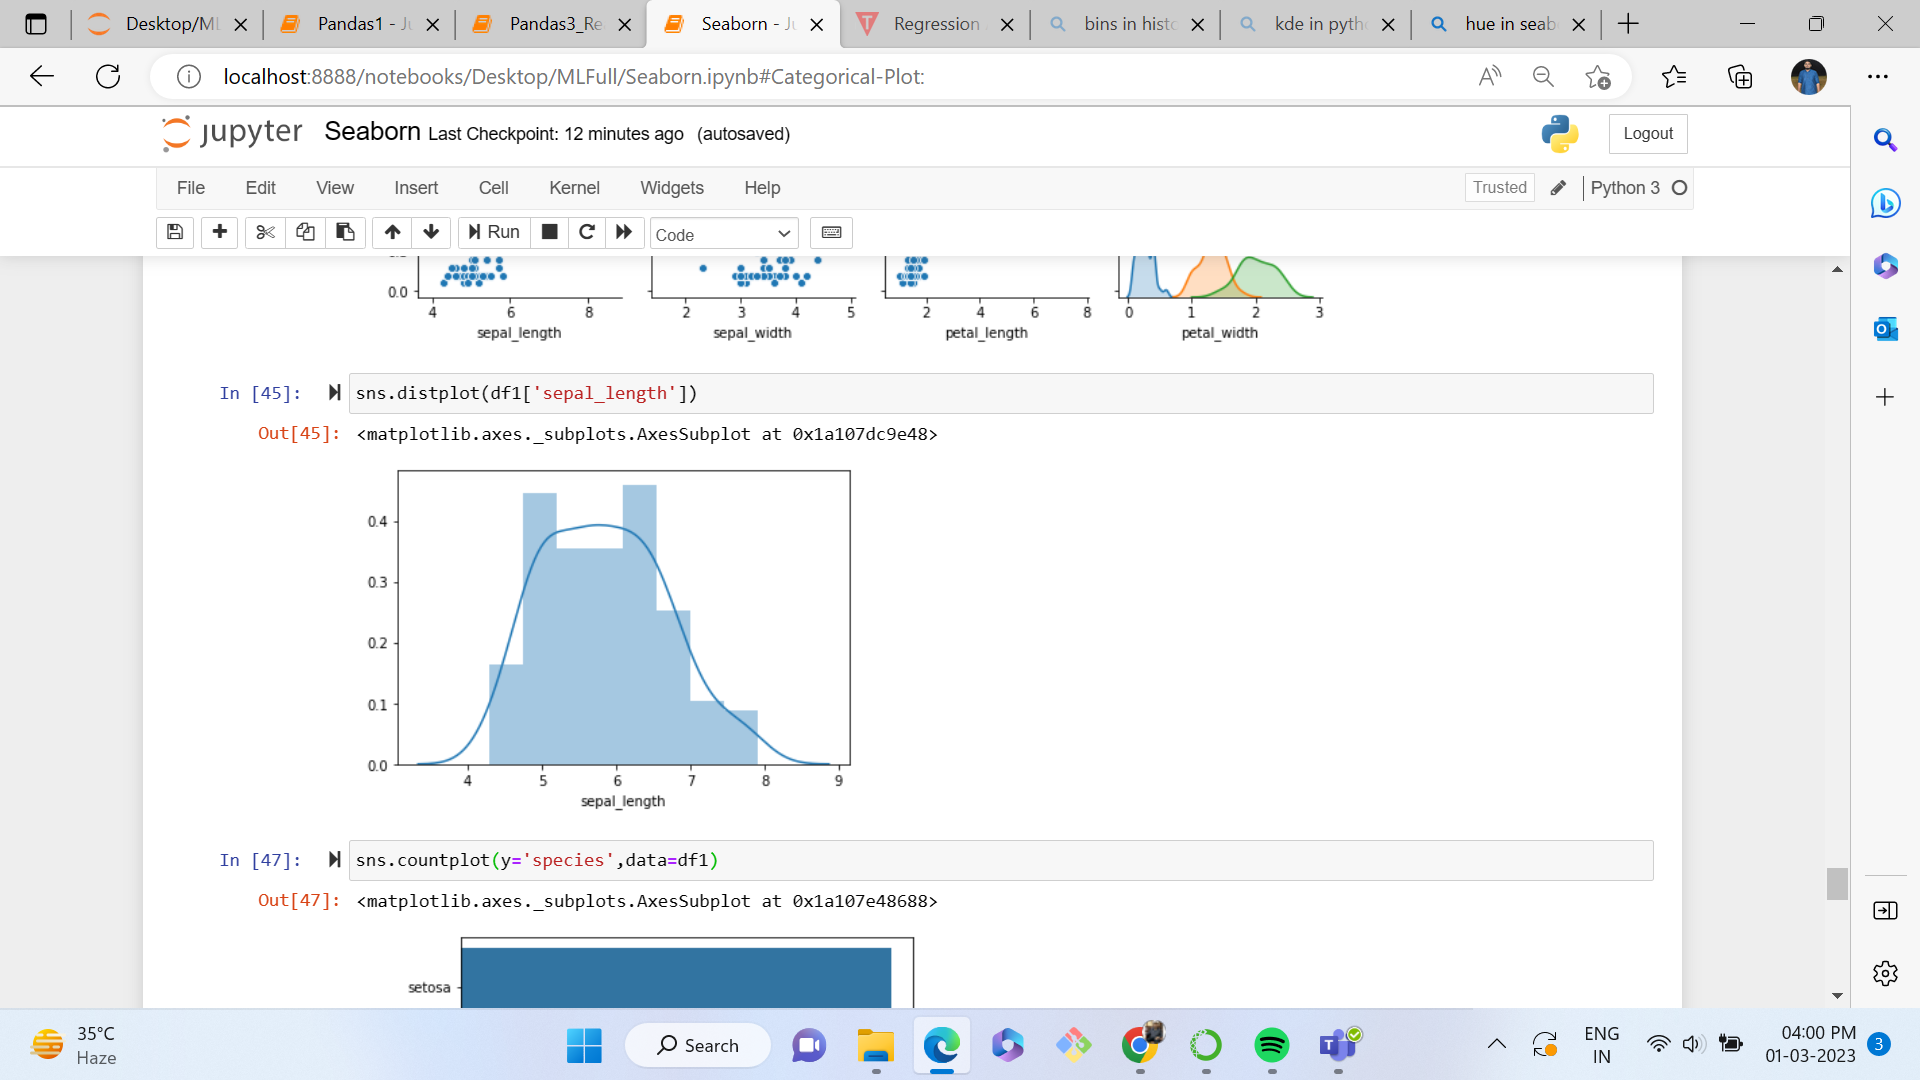 Desktop/ML
Pandas1 - Ju
Pandas3_Re
Seaborn - Ju
Regression
bins in histo
kde in pyth
hue in seab
localhost:8888/notebooks/Desktop/MLFull/Seaborn.ipynb#Categorical-Plot:
jupyter Seaborn Last Checkpoint: 12 minutes ago (autosaved)
Logout
File Edit View Insert Cell Kernel Widgets Help
Trusted Python 3
Run Code
0.0
4 6 8 2 3 4 5 2 4 6 8 0 1 2 3
sepal_length sepal_width petal_length petal_width
In [45]: sns.distplot(df1['sepal_length'])
Out[45]: <matplotlib.axes._subplots.AxesSubplot at 0x1a107dc9e48>
0.4
0.3
0.2
0.1
0.0
4 5 6 7 8 9
sepal_length
In [47]: sns.countplot(y='species',data=df1)
Out[47]: <matplotlib.axes._subplots.AxesSubplot at 0x1a107e48688>
setosa
35°C
Haze
Search
ENG
IN
04:00 PM
01-03-2023
3